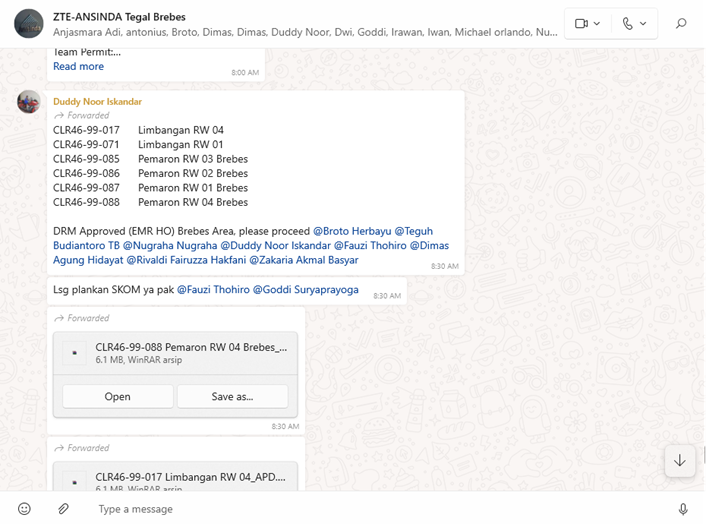 ZTE-ANSINDA Tegal Brebes
Anjasmara Adi, antonius, Broto, Dimas, Dimas, Duddy Noor, Dwi, Goddi, Irawan, Iwan, Michael orlando, Nu...
Team Permit:...
Read more
8:00 AM
Duddy Noor Iskandar
Forwarded
CLR46-99-017 Limbangan RW 04
CLR46-99-071 Limbangan RW 01
CLR46-99-085 Pemaron RW 03 Brebes
CLR46-99-086 Pemaron RW 02 Brebes
CLR46-99-087 Pemaron RW 01 Brebes
CLR46-99-088 Pemaron RW 04 Brebes
DRM Approved (EMR HO) Brebes Area, please proceed @Broto Herbayu @Teguh
Budiantoro TB @Nugraha Nugraha @Duddy Noor Iskandar @Fauzi Thohiro @Dimas
Agung Hidayat @Rivaldi Fairuzza Hakfani @Zakaria Akmal Basyar
8:30 AM
Lsg plankan SKOM ya pak @Fauzi Thohiro @Goddi Suryaprayoga
8:30 AM
Forwarded
CLR46-99-088 Pemaron RW 04 Brebes_...
6.1 MB, WinRAR arsip
Open
Save as...
8:30 AM
Forwarded
CLR46-99-017 Limbangan RW 04_APD....
6.1 MB, WinRAR arsip
Type a message